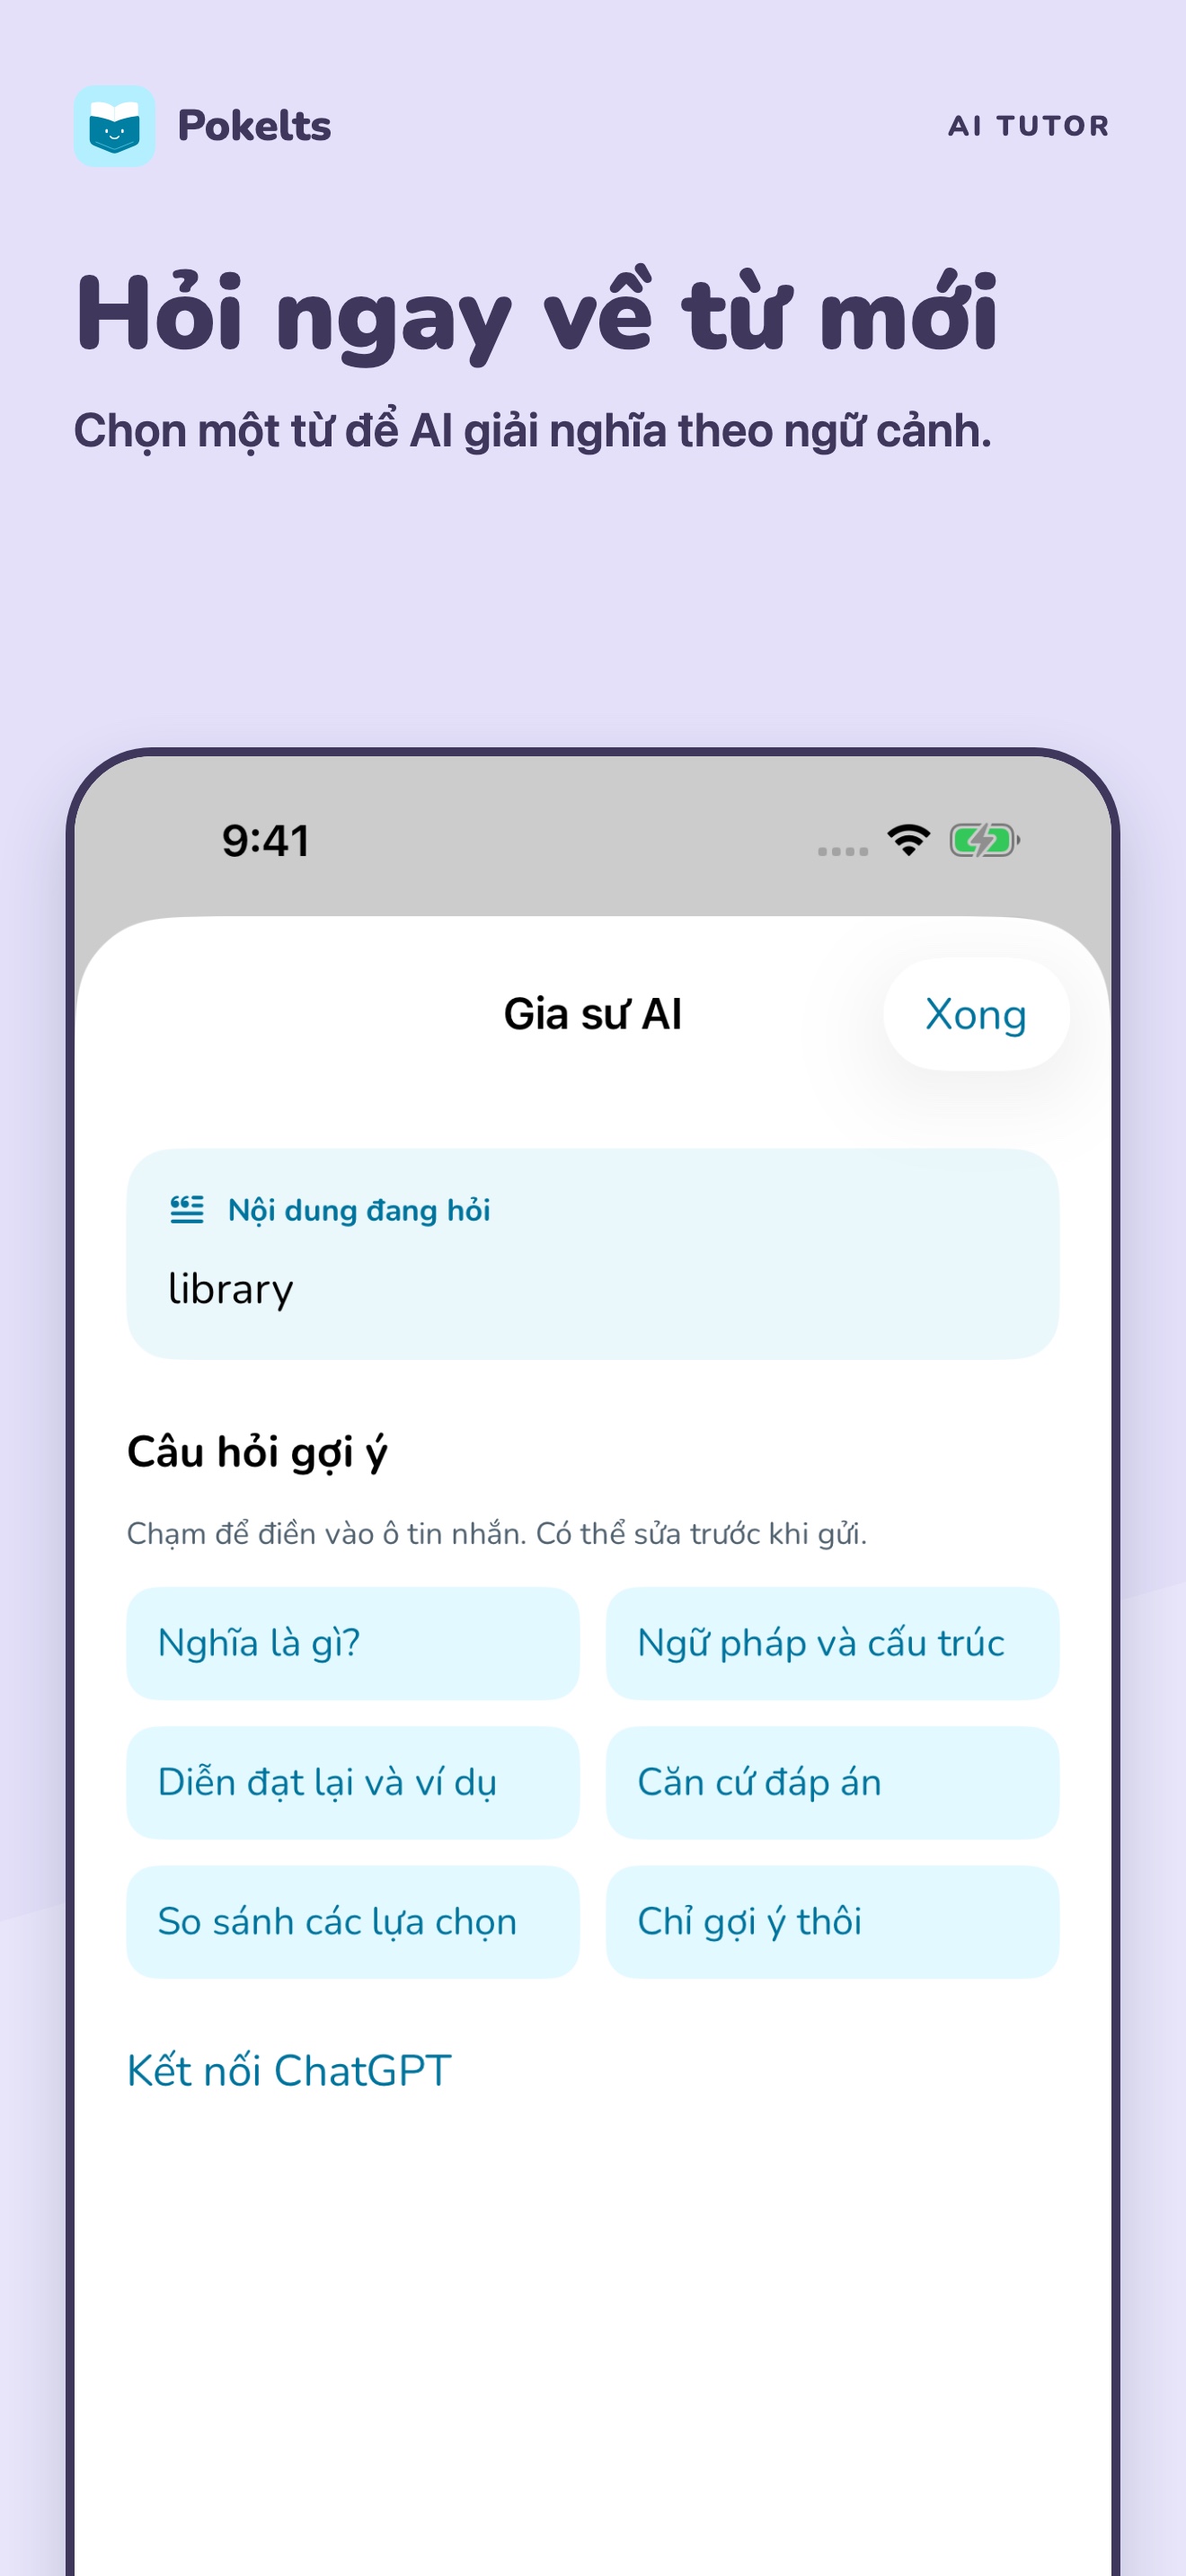 Pokelts
AI TUTOR
Hỏi ngay về từ mới
Chọn một từ để AI giải nghĩa theo ngữ cảnh.
9:41
Gia sư AI
Xong
Nội dung đang hỏi
library
Câu hỏi gợi ý
Chạm để điền vào ô tin nhắn. Có thể sửa trước khi gửi.
Nghĩa là gì?
Ngữ pháp và cấu trúc
Diễn đạt lại và ví dụ
Căn cứ đáp án
So sánh các lựa chọn
Chỉ gợi ý thôi
Kết nối ChatGPT